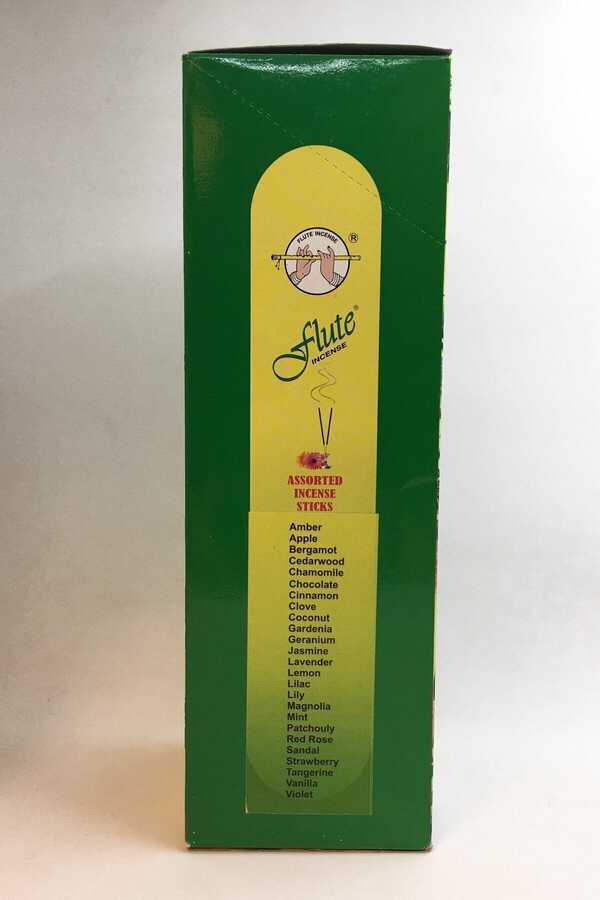 FLUTE INCENSE
®
flute®
INCENSE
ASSORTED
INCENSE
STICKS
Amber
Apple
Bergamot
Cedarwood
Chamomile
Chocolate
Cinnamon
Clove
Coconut
Gardenia
Geranium
Jasmine
Lavender
Lemon
Lilac
Lily
Magnolia
Mint
Patchouly
Red Rose
Sandal
Strawberry
Tangerine
Vanilla
Violet